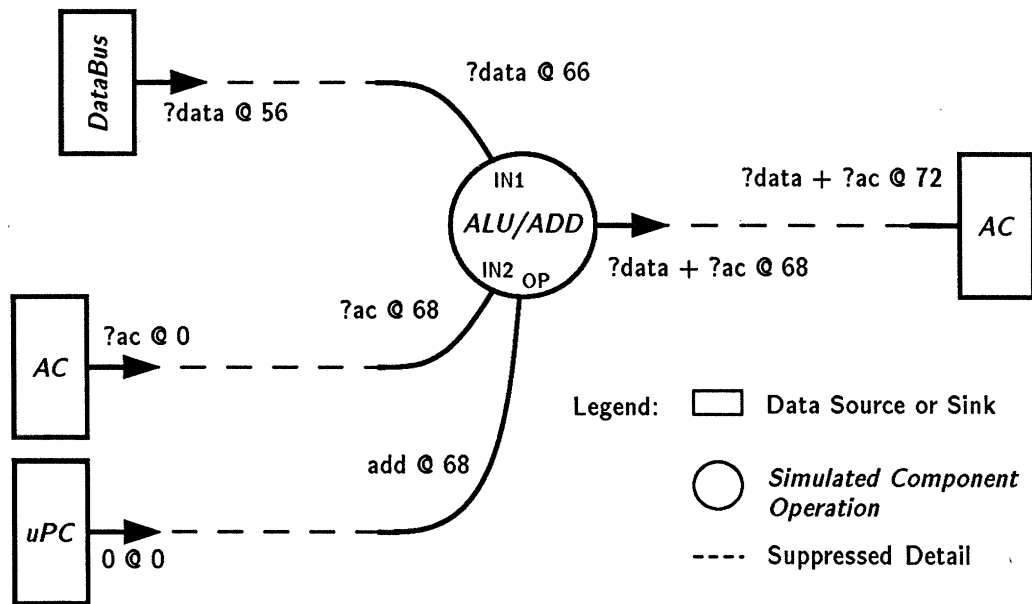 DataBus
?data @ 66
?data @ 56
IN1
ALU/ADD
IN2
OP
?data + ?ac @ 72
AC
?data + ?ac @ 68
?ac @ 68
?ac @ 0
AC
add @ 68
uPC
0 @ 0
Legend:
Data Source or Sink
Simulated Component
Operation
Suppressed Detail